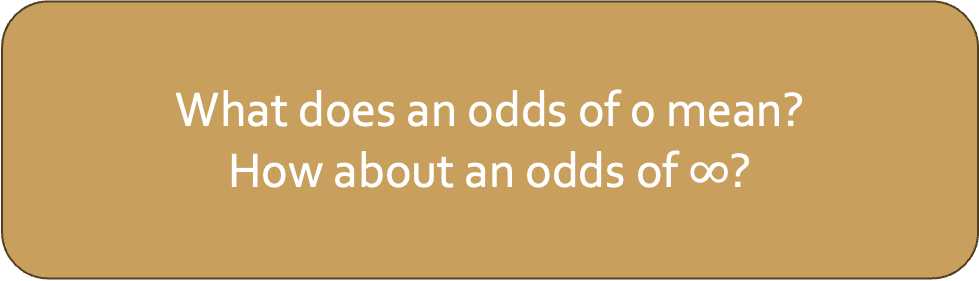 What does an odds of 0 mean?
How about an odds of ∞?